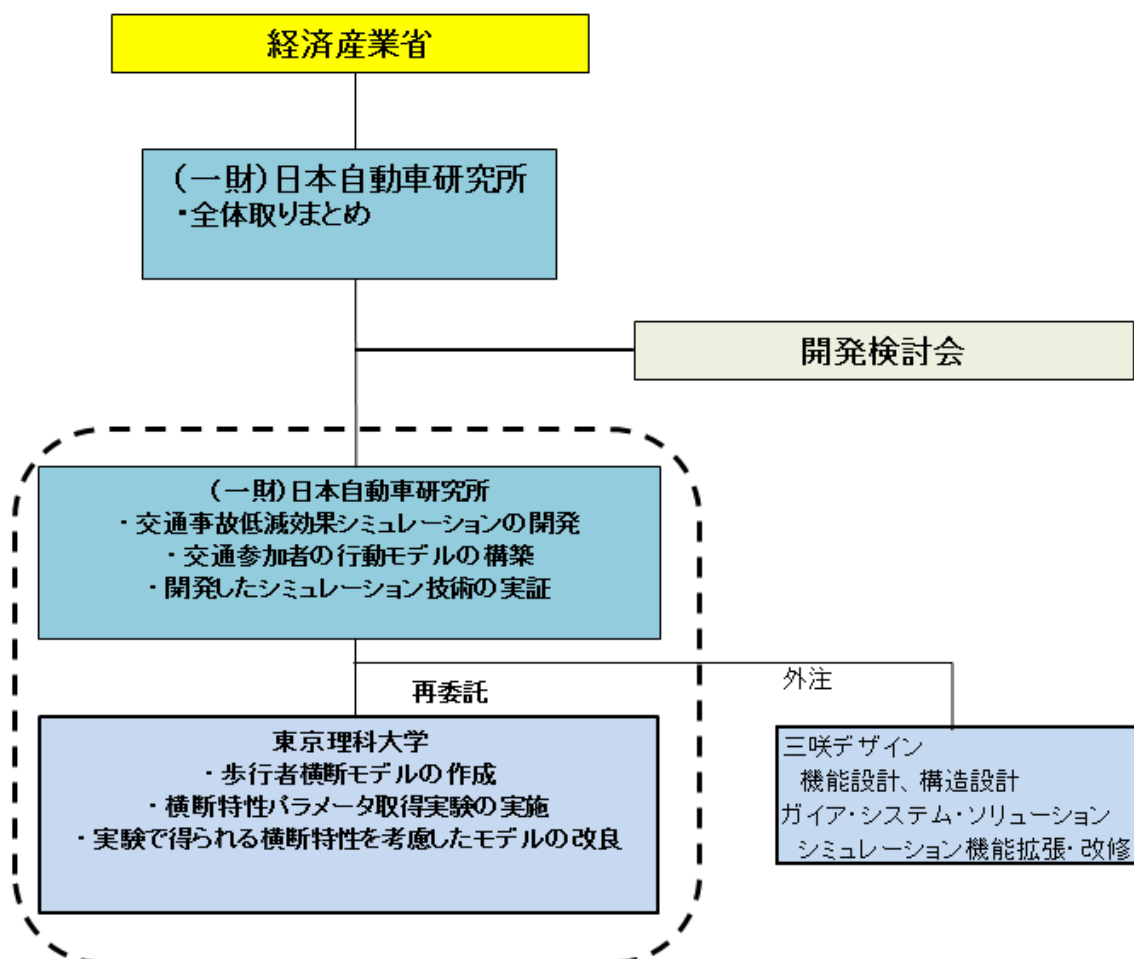 経済産業省
(一財)日本自動車研究所
・全体取りまとめ
開発検討会
(一財)日本自動車研究所
・交通事故低減効果シミュレーションの開発
・交通参加者の行動モデルの構築
・開発したシミュレーション技術の実証
再委託
外注
東京理科大学
・歩行者横断モデルの作成
・横断特性パラメータ取得実験の実施
・実験で得られる横断特性を考慮したモデルの改良
三咲デザイン
機能設計、構造設計
ガイア・システム・ソリューション
シミュレーション機能拡張・改修